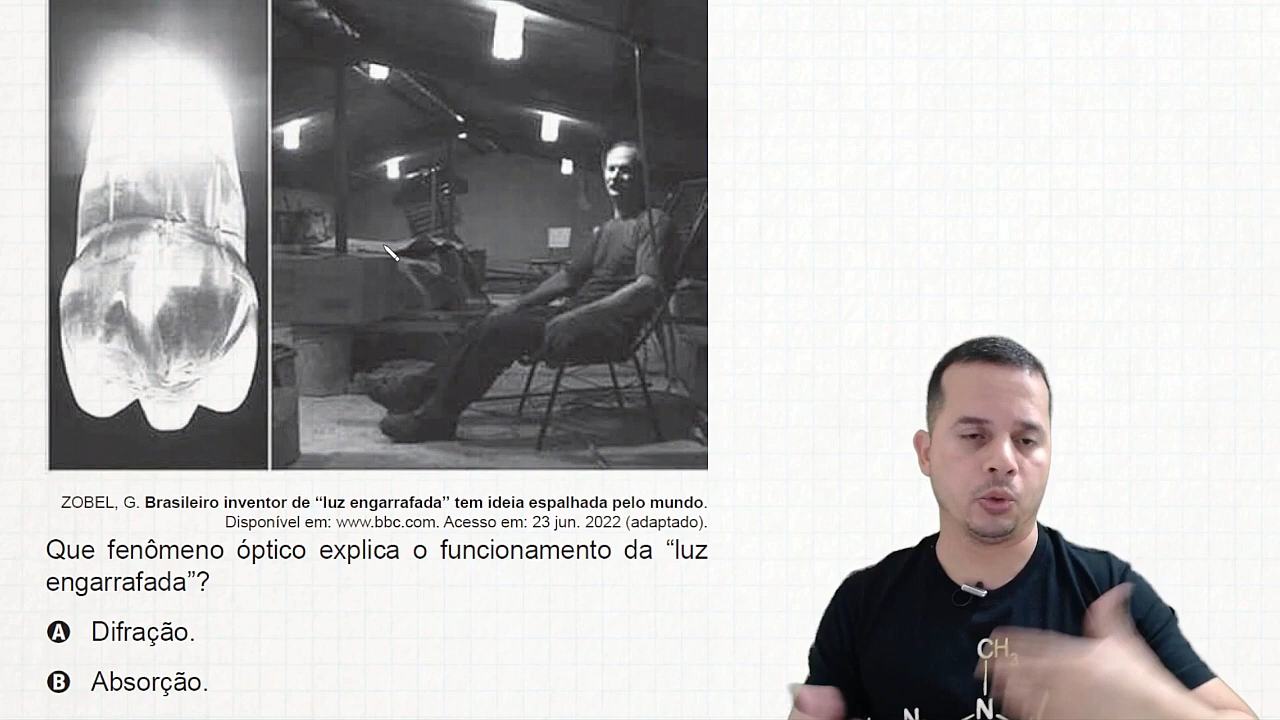 ZOBEL, G. Brasileiro inventor de “luz engarrafada” tem ideia espalhada pelo mundo.
Disponível em: www.bbc.com. Acesso em: 23 jun. 2022 (adaptado).
Que fenômeno óptico explica o funcionamento da “luz
engarrafada”?
A Difração.
B Absorção.
CH3
N N